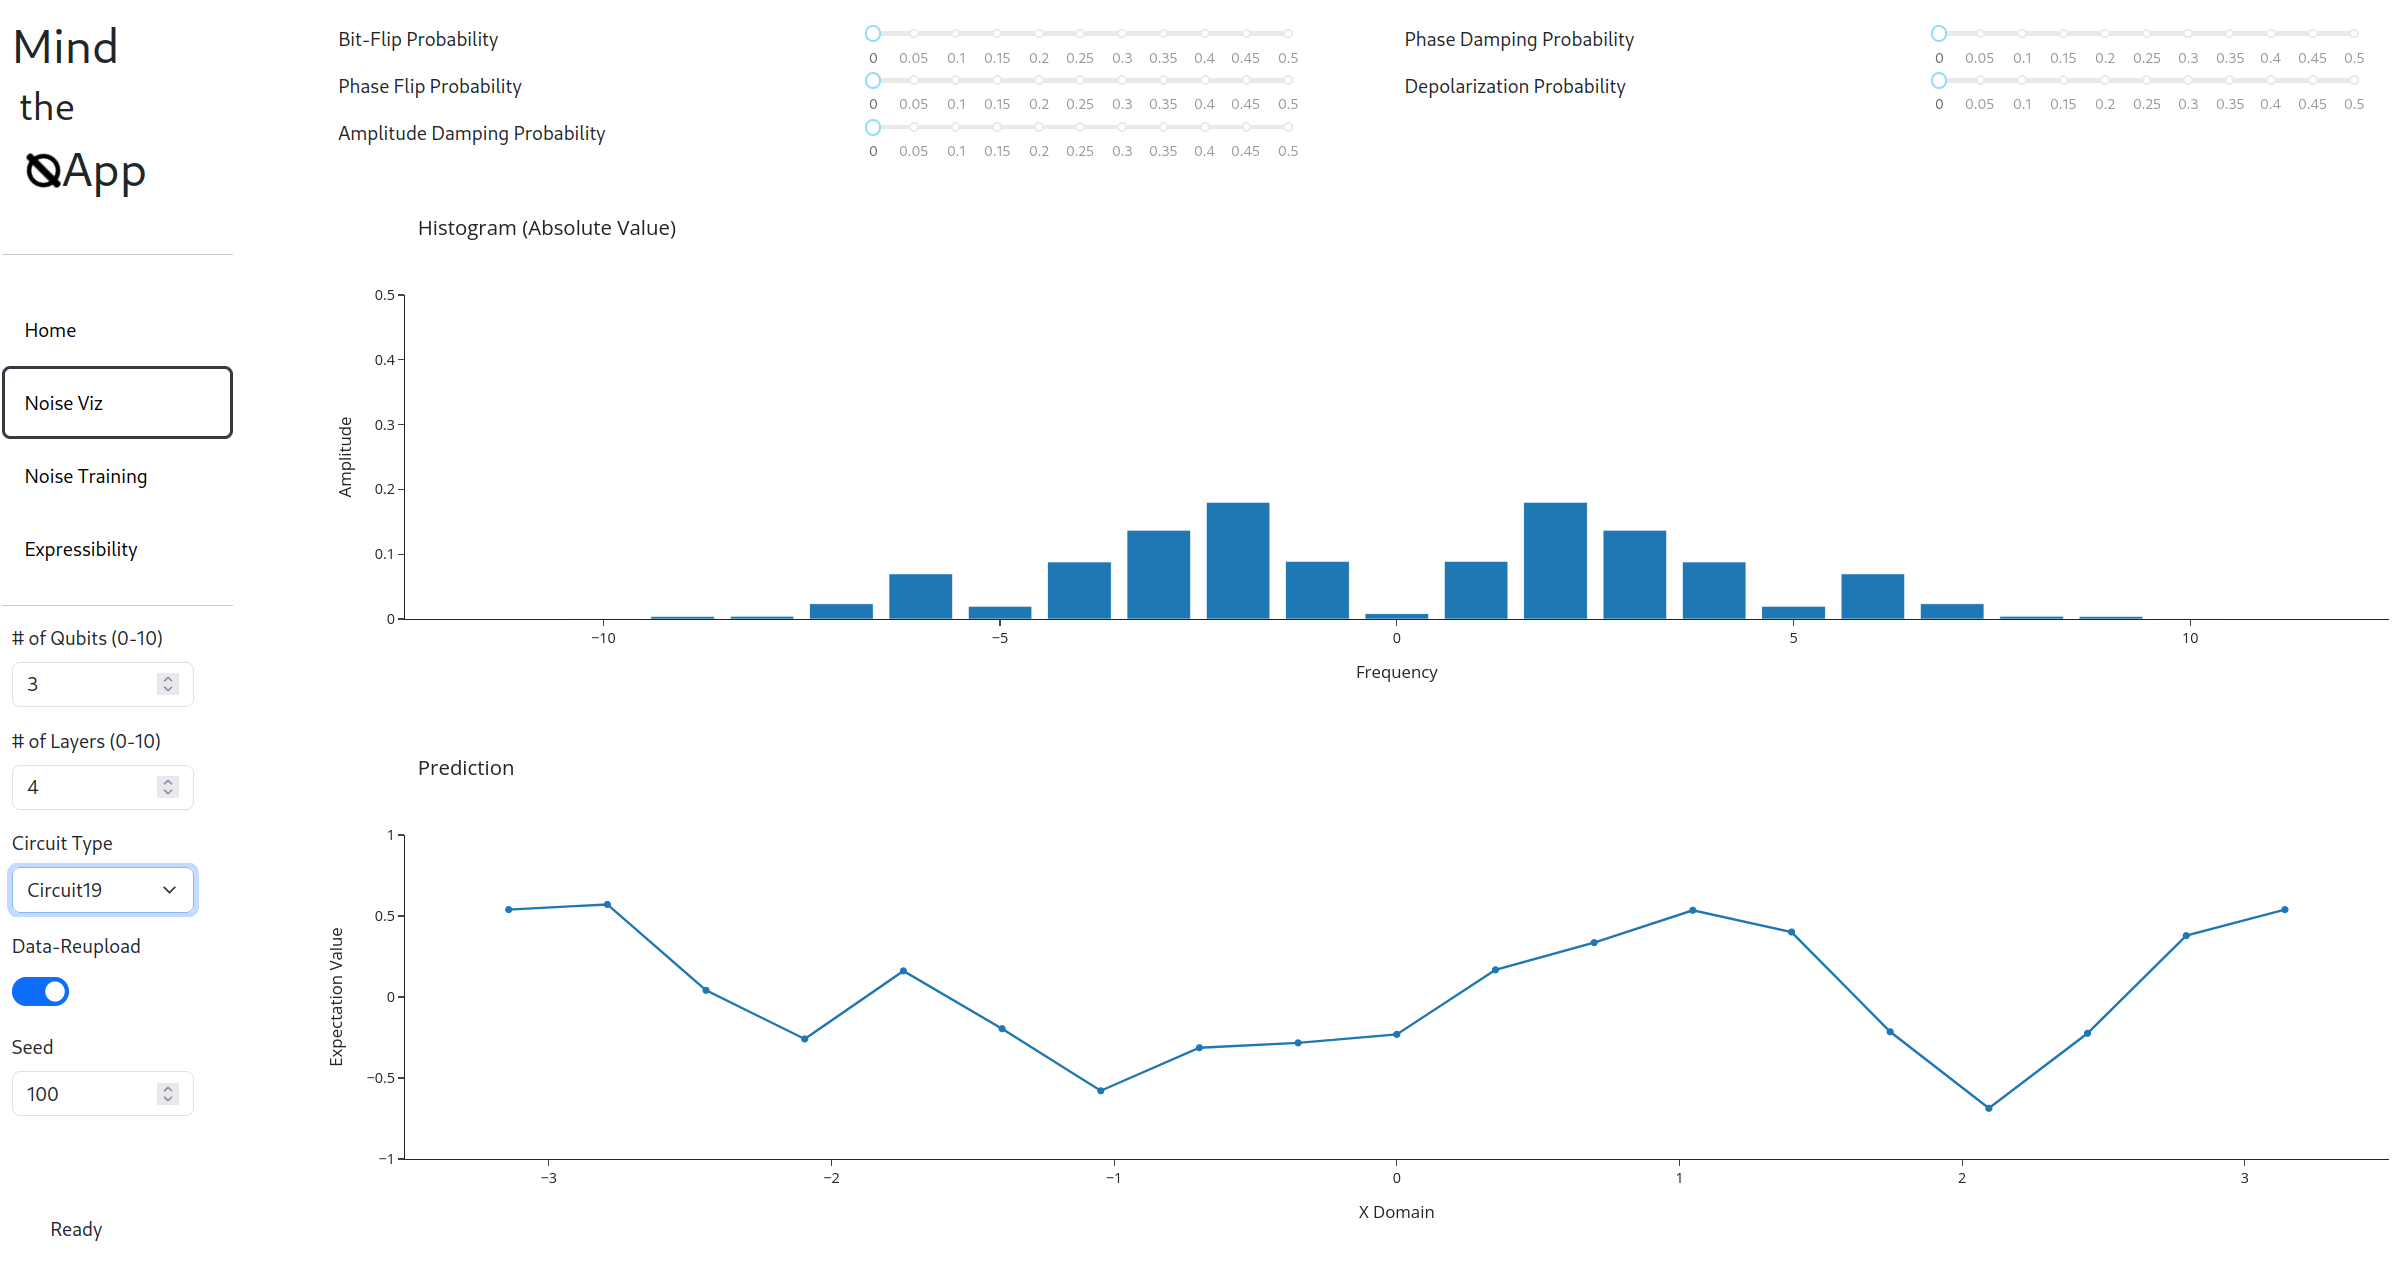 Mind
the
QApp
Home
Noise Viz
Noise Training
Expressibility
# of Qubits (0-10)
3
# of Layers (0-10)
4
Circuit Type
Circuit19
Data-Reupload
Seed
100
Ready
Bit-Flip Probability
0 0.05 0.1 0.15 0.2 0.25 0.3 0.35 0.4 0.45 0.5
Phase Flip Probability
0 0.05 0.1 0.15 0.2 0.25 0.3 0.35 0.4 0.45 0.5
Amplitude Damping Probability
0 0.05 0.1 0.15 0.2 0.25 0.3 0.35 0.4 0.45 0.5
Phase Damping Probability
0 0.05 0.1 0.15 0.2 0.25 0.3 0.35 0.4 0.45 0.5
Depolarization Probability
0 0.05 0.1 0.15 0.2 0.25 0.3 0.35 0.4 0.45 0.5
Histogram (Absolute Value)
Amplitude
0.5
0.4
0.3
0.2
0.1
0
−10 −5 0 5 10
Frequency
Prediction
Expectation Value
1
0.5
0
−0.5
−1
−3 −2 −1 0 1 2 3
X Domain